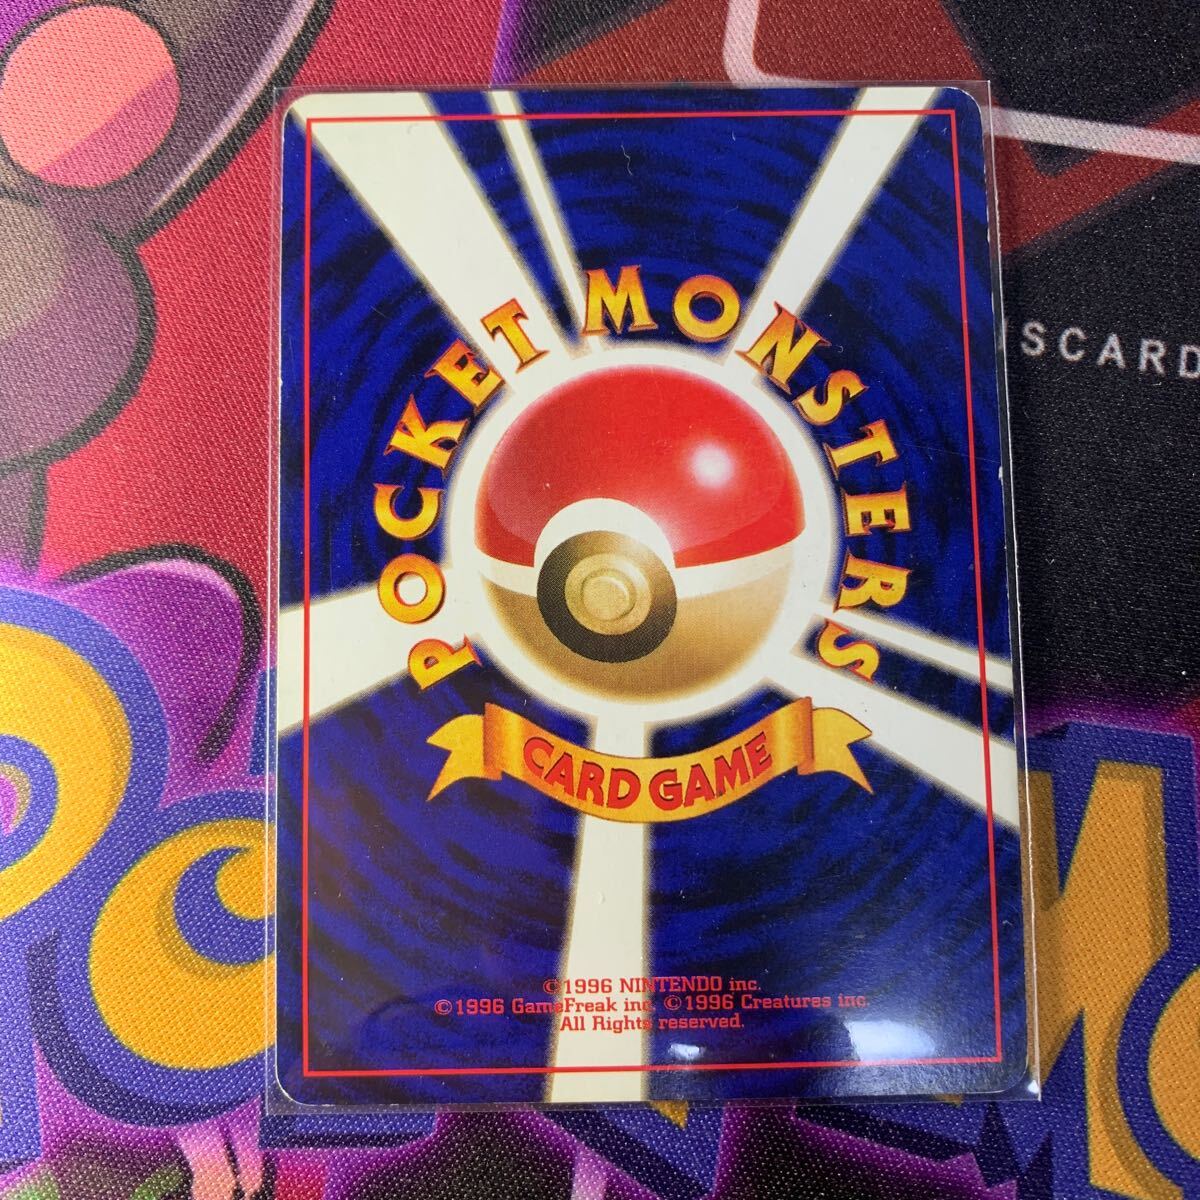 POCKET MONSTERS
CARD GAME
©1996 NINTENDO inc.
©1996 GameFreak inc. ©1996 Creatures inc.
All Rights reserved.
SCARD